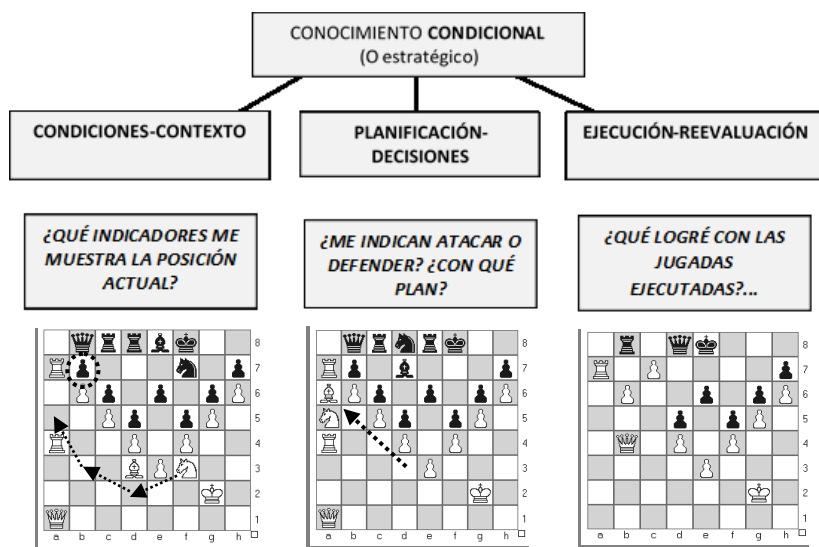 CONOCIMIENTO CONDICIONAL
(O estratégico)
CONDICIONES-CONTEXTO
PLANIFICACIÓN-
DECISIONES
EJECUCIÓN-REEVALUACIÓN
¿QUÉ INDICADORES ME
MUESTRA LA POSICIÓN
ACTUAL?
¿ME INDICAN ATACAR O
DEFENDER? ¿CON QUÉ
PLAN?
¿QUÉ LOGRÉ CON LAS
JUGADAS
EJECUTADAS?...
8
7
6
5
4
3
2
1
a b c d e f g h
8
7
6
5
4
3
2
1
a b c d e f g h
8
7
6
5
4
3
2
1
a b c d e f g h